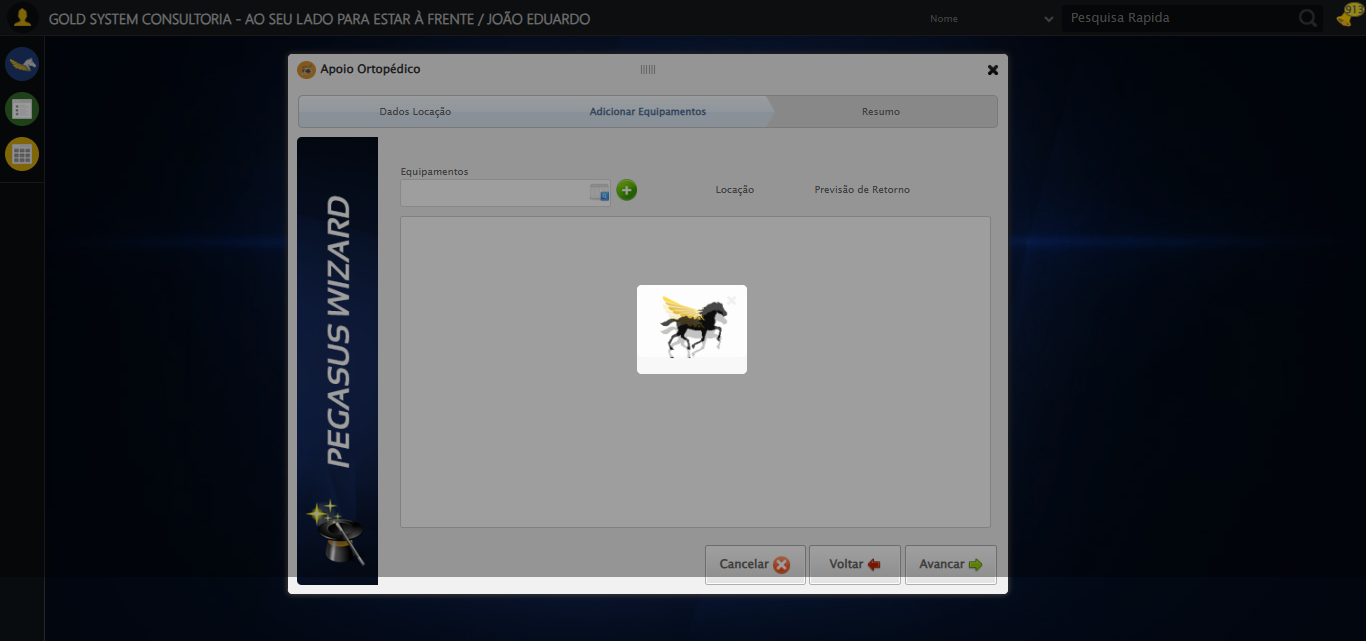 GOLD SYSTEM CONSULTORIA - AO SEU LADO PARA ESTAR À FRENTE / JOÃO EDUARDO
Nome
Pesquisa Rapida
913
Apoio Ortopédico
Dados Locação
Adicionar Equipamentos
Resumo
PEGASUS WIZARD
Equipamentos
Locação
Previsão de Retorno
Cancelar
Voltar
Avancar